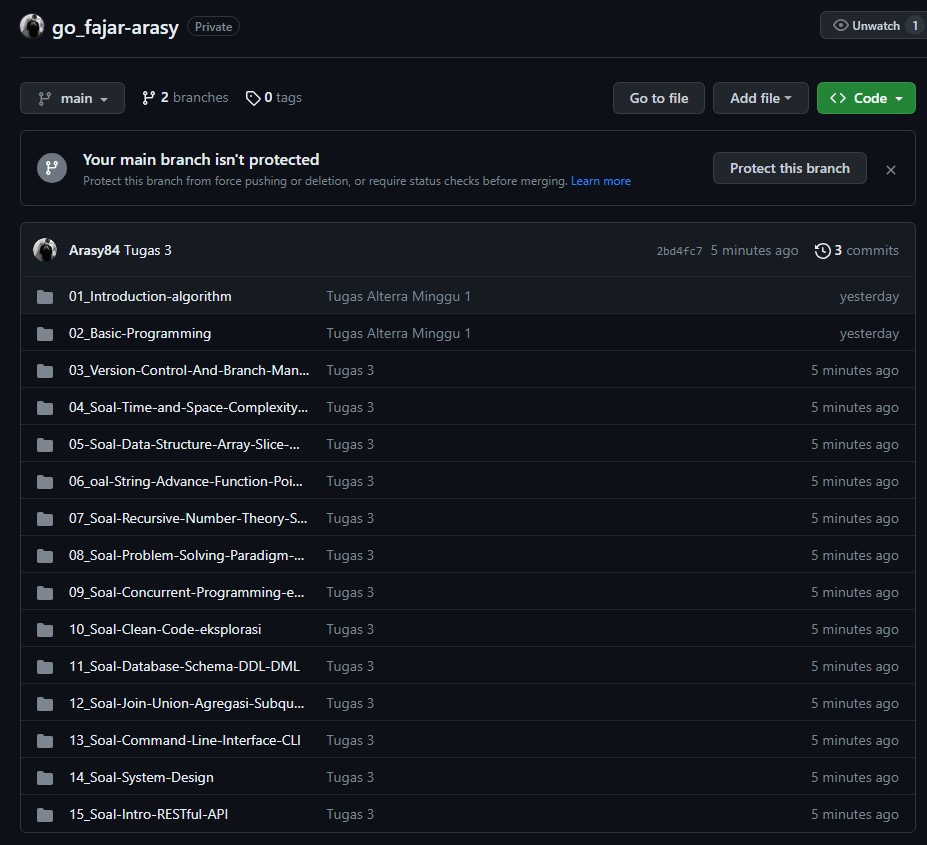 go_fajar-arasy Private Unwatch 1
main 2 branches 0 tags Go to file Add file Code
Your main branch isn't protected
Protect this branch from force pushing or deletion, or require status checks before merging. Learn more
Protect this branch
Arasy84 Tugas 3 2bd4fc7 5 minutes ago 3 commits
01_Introduction-algorithm Tugas Alterra Minggu 1 yesterday
02_Basic-Programming Tugas Alterra Minggu 1 yesterday
03_Version-Control-And-Branch-Man... Tugas 3 5 minutes ago
04_Soal-Time-and-Space-Complexity... Tugas 3 5 minutes ago
05-Soal-Data-Structure-Array-Slice-... Tugas 3 5 minutes ago
06_oal-String-Advance-Function-Poi... Tugas 3 5 minutes ago
07_Soal-Recursive-Number-Theory-S... Tugas 3 5 minutes ago
08_Soal-Problem-Solving-Paradigm-... Tugas 3 5 minutes ago
09_Soal-Concurrent-Programming-e... Tugas 3 5 minutes ago
10_Soal-Clean-Code-eksplorasi Tugas 3 5 minutes ago
11_Soal-Database-Schema-DDL-DML Tugas 3 5 minutes ago
12_Soal-Join-Union-Agregasi-Subqu... Tugas 3 5 minutes ago
13_Soal-Command-Line-Interface-CLI Tugas 3 5 minutes ago
14_Soal-System-Design Tugas 3 5 minutes ago
15_Soal-Intro-RESTful-API Tugas 3 5 minutes ago